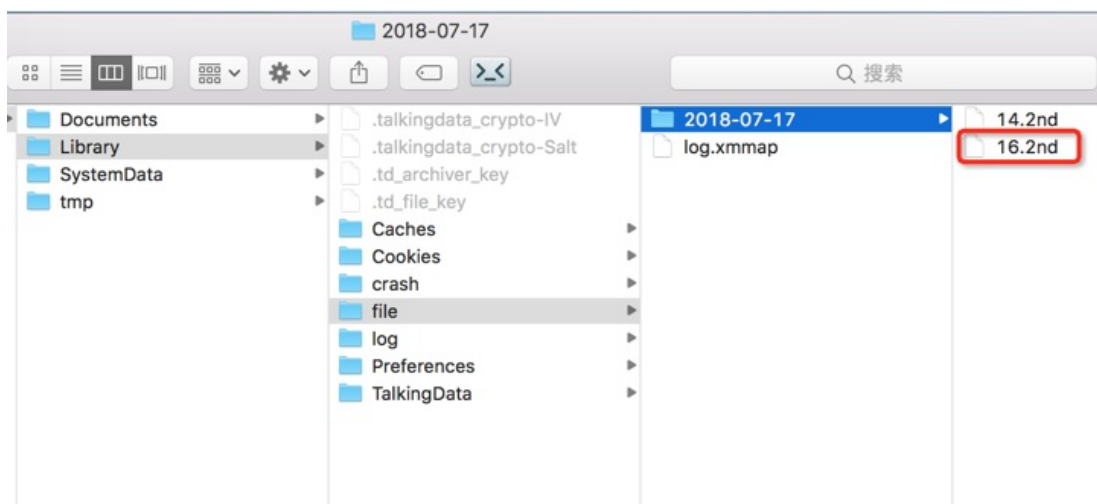 2018-07-17
搜索
Documents
Library
SystemData
tmp
.talkingdata_crypto-IV
.talkingdata_crypto-Salt
.td_archiver_key
.td_file_key
Caches
Cookies
crash
file
log
Preferences
TalkingData
2018-07-17
log.xmmap
14.2nd
16.2nd